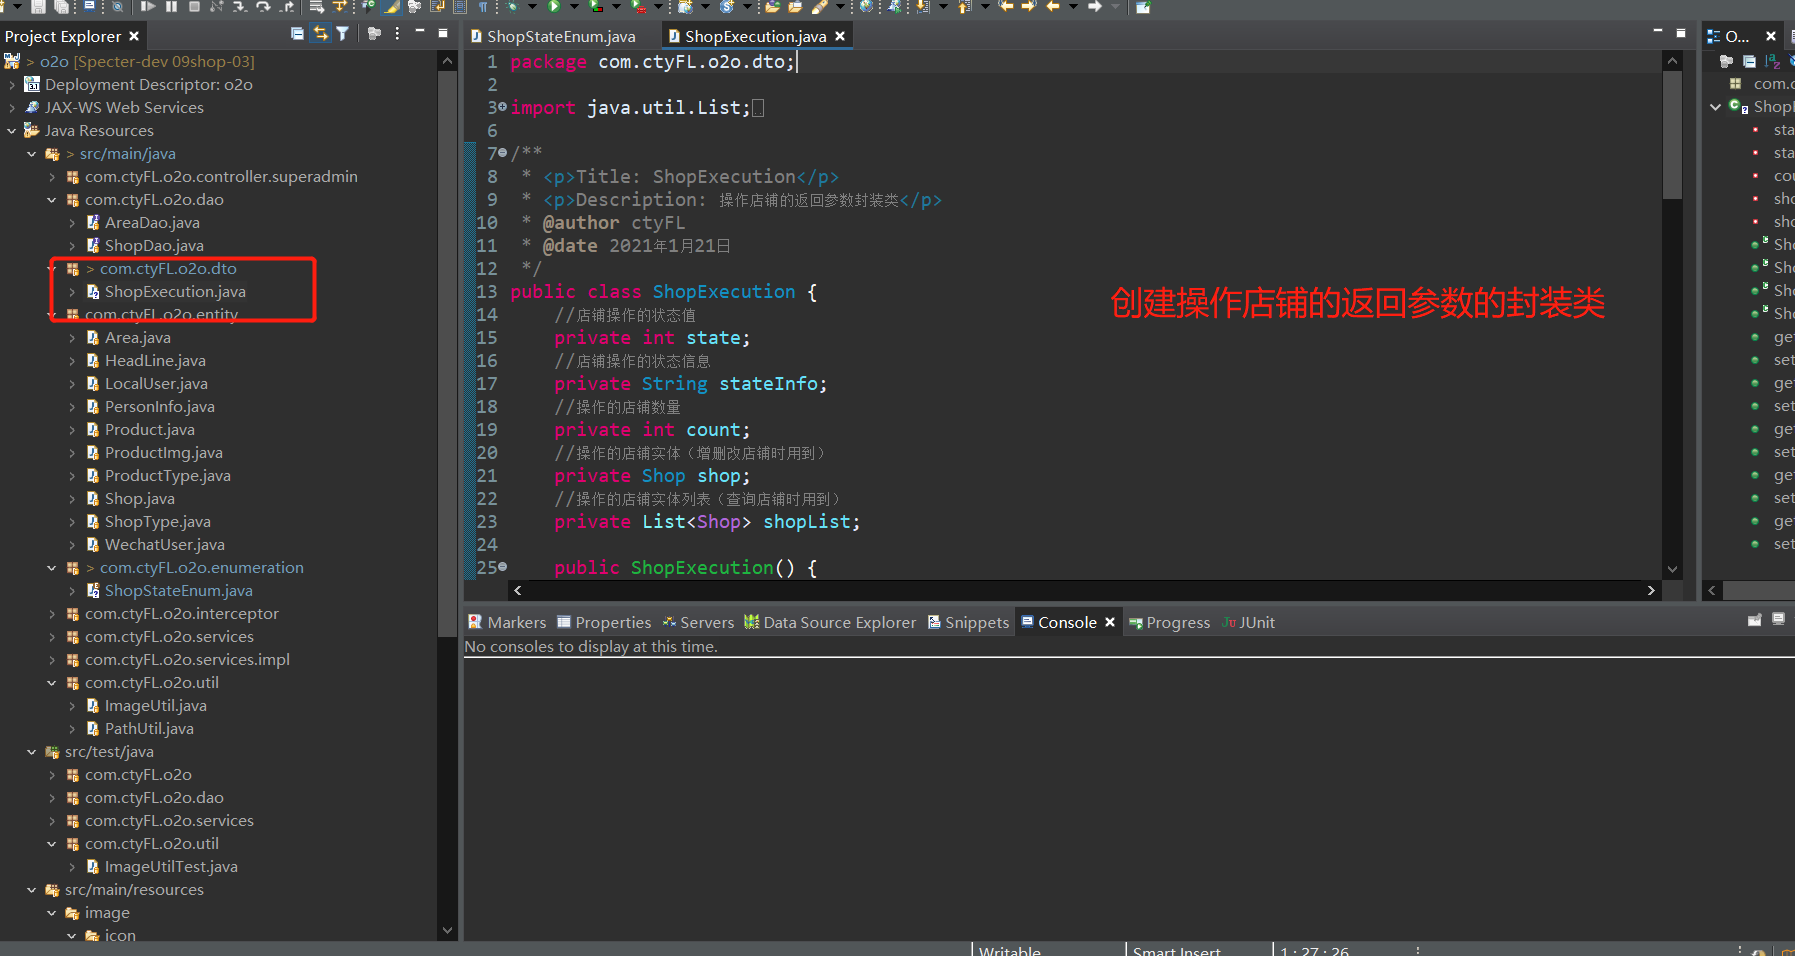 Project Explorer
> o2o [Specter-dev 09shop-03]
Deployment Descriptor: o2o
JAX-WS Web Services
Java Resources
> src/main/java
com.ctyFL.o2o.controller.superadmin
com.ctyFL.o2o.dao
AreaDao.java
ShopDao.java
> com.ctyFL.o2o.dto
ShopExecution.java
com.ctyFL.o2o.entity
Area.java
HeadLine.java
LocalUser.java
PersonInfo.java
Product.java
ProductImg.java
ProductType.java
Shop.java
ShopType.java
WechatUser.java
> com.ctyFL.o2o.enumeration
ShopStateEnum.java
com.ctyFL.o2o.interceptor
com.ctyFL.o2o.services
com.ctyFL.o2o.services.impl
com.ctyFL.o2o.util
ImageUtil.java
PathUtil.java
src/test/java
com.ctyFL.o2o
com.ctyFL.o2o.dao
com.ctyFL.o2o.services
com.ctyFL.o2o.util
ImageUtilTest.java
src/main/resources
image
icon
ShopStateEnum.java ShopExecution.java
1 package com.ctyFL.o2o.dto;
2
3 import java.util.List;
6
7 /**
8 * <p>Title: ShopExecution</p>
9 * <p>Description: 操作店铺的返回参数封装类</p>
10 * @author ctyFL
11 * @date 2021年1月21日
12 */
13 public class ShopExecution {
14 //店铺操作的状态值
15 private int state;
16 //店铺操作的状态信息
17 private String stateInfo;
18 //操作的店铺数量
19 private int count;
20 //操作的店铺实体（增删改店铺时用到）
21 private Shop shop;
22 //操作的店铺实体列表（查询店铺时用到）
23 private List<Shop> shopList;
24
25 public ShopExecution() {
创建操作店铺的返回参数的封装类
O...
com.c
Shop
sta
sta
cou
sho
sho
Sho
Sho
Sho
Sho
get
set
get
set
get
set
get
set
get
set
Markers Properties Servers Data Source Explorer Snippets Console Progress JUnit
No consoles to display at this time.
Writable Smart Insert 1 : 27 : 26